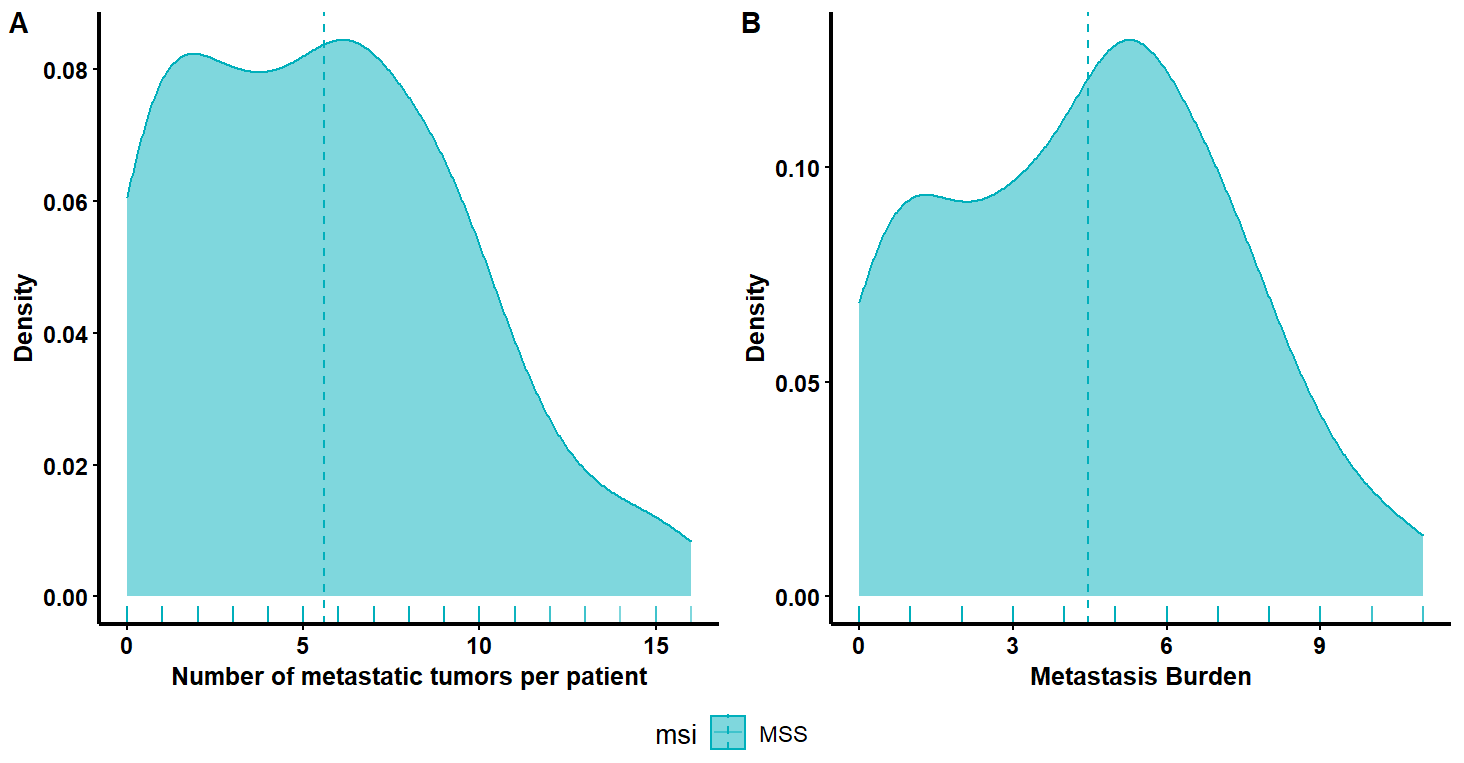 A
Density
0.08
0.06
0.04
0.02
0.00
0 5 10 15
Number of metastatic tumors per patient
B
Density
0.10
0.05
0.00
0 3 6 9
Metastasis Burden
msi MSS